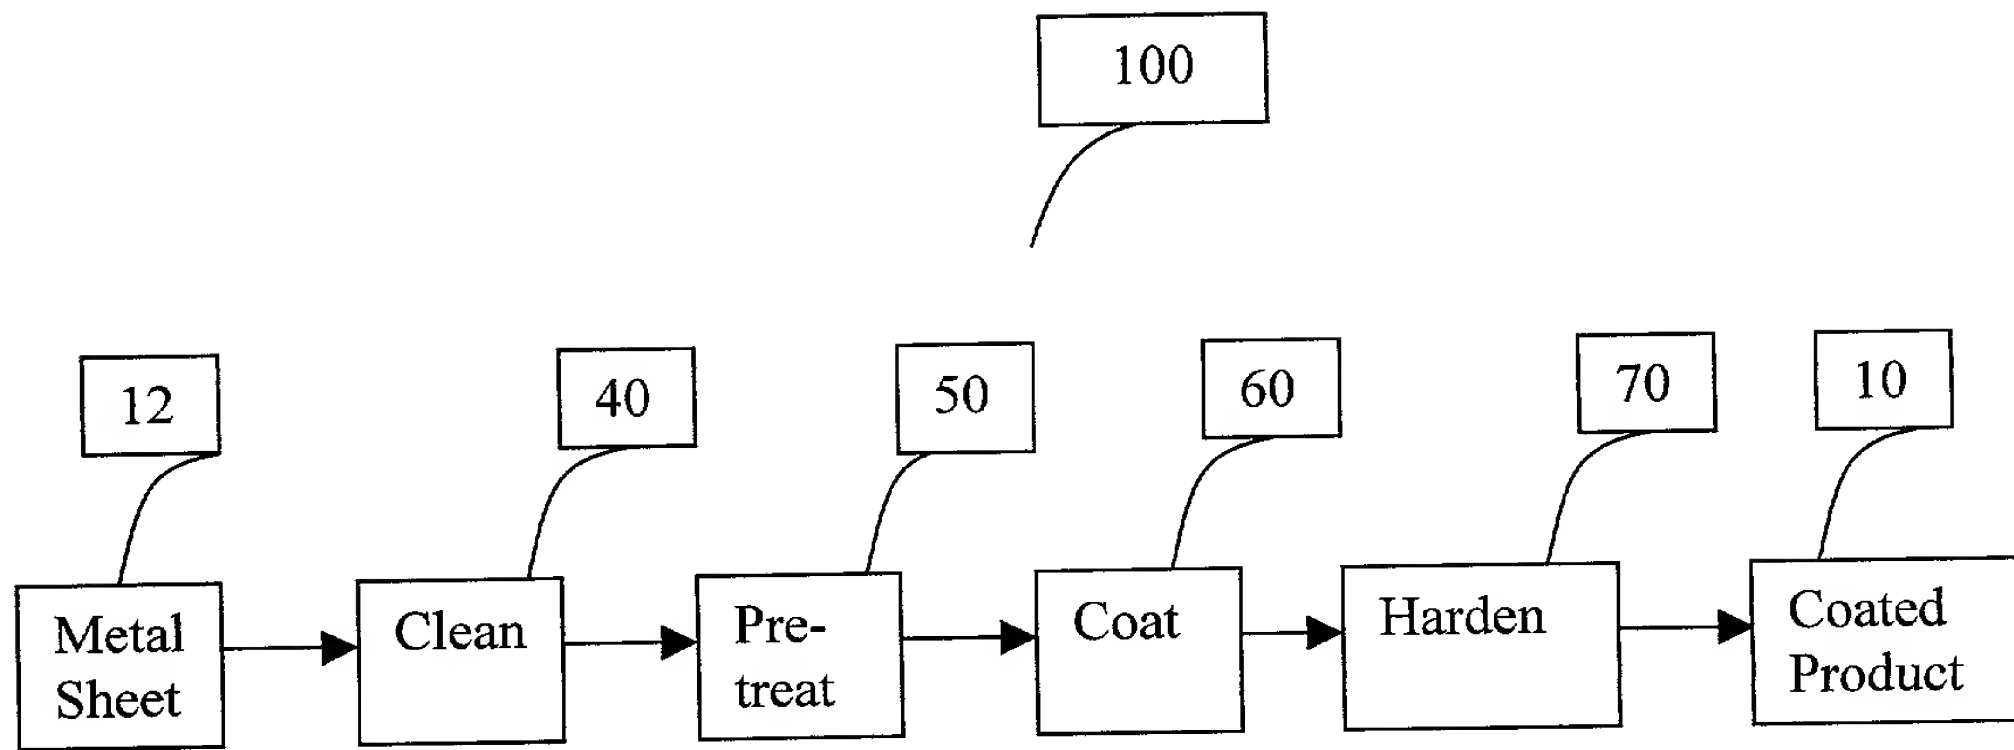 100
12
40
50
60
70
10
Metal
Sheet
Clean
Pre-
treat
Coat
Harden
Coated
Product